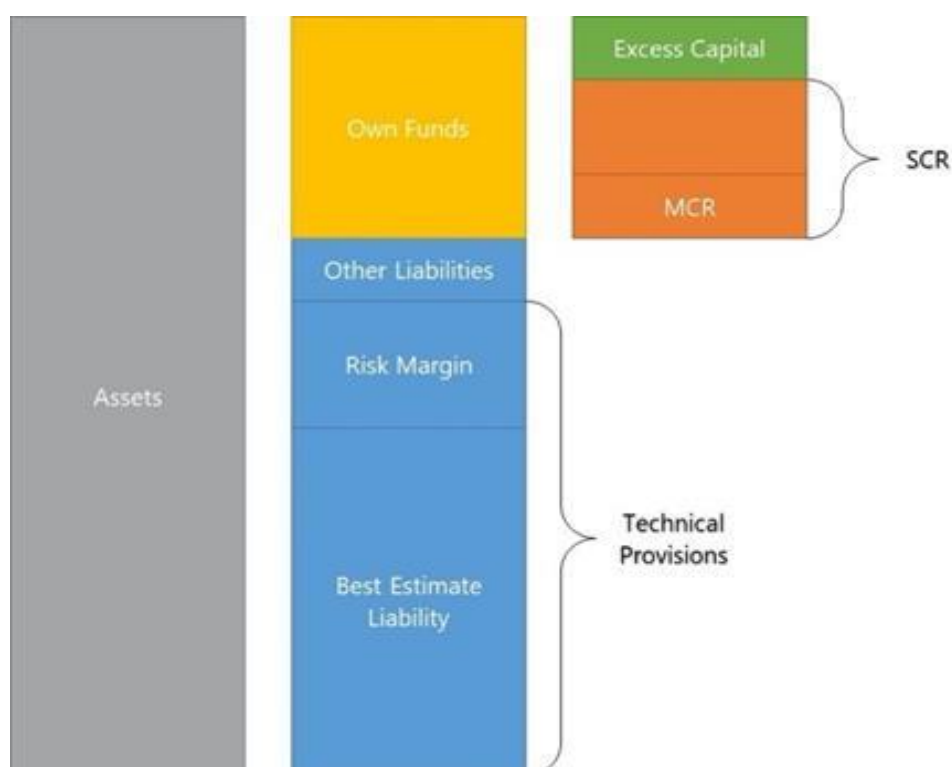 Assets
Own Funds
Other Liabilities
Risk Margin
Best Estimate
Liability
Technical
Provisions
Excess Capital
MCR
SCR